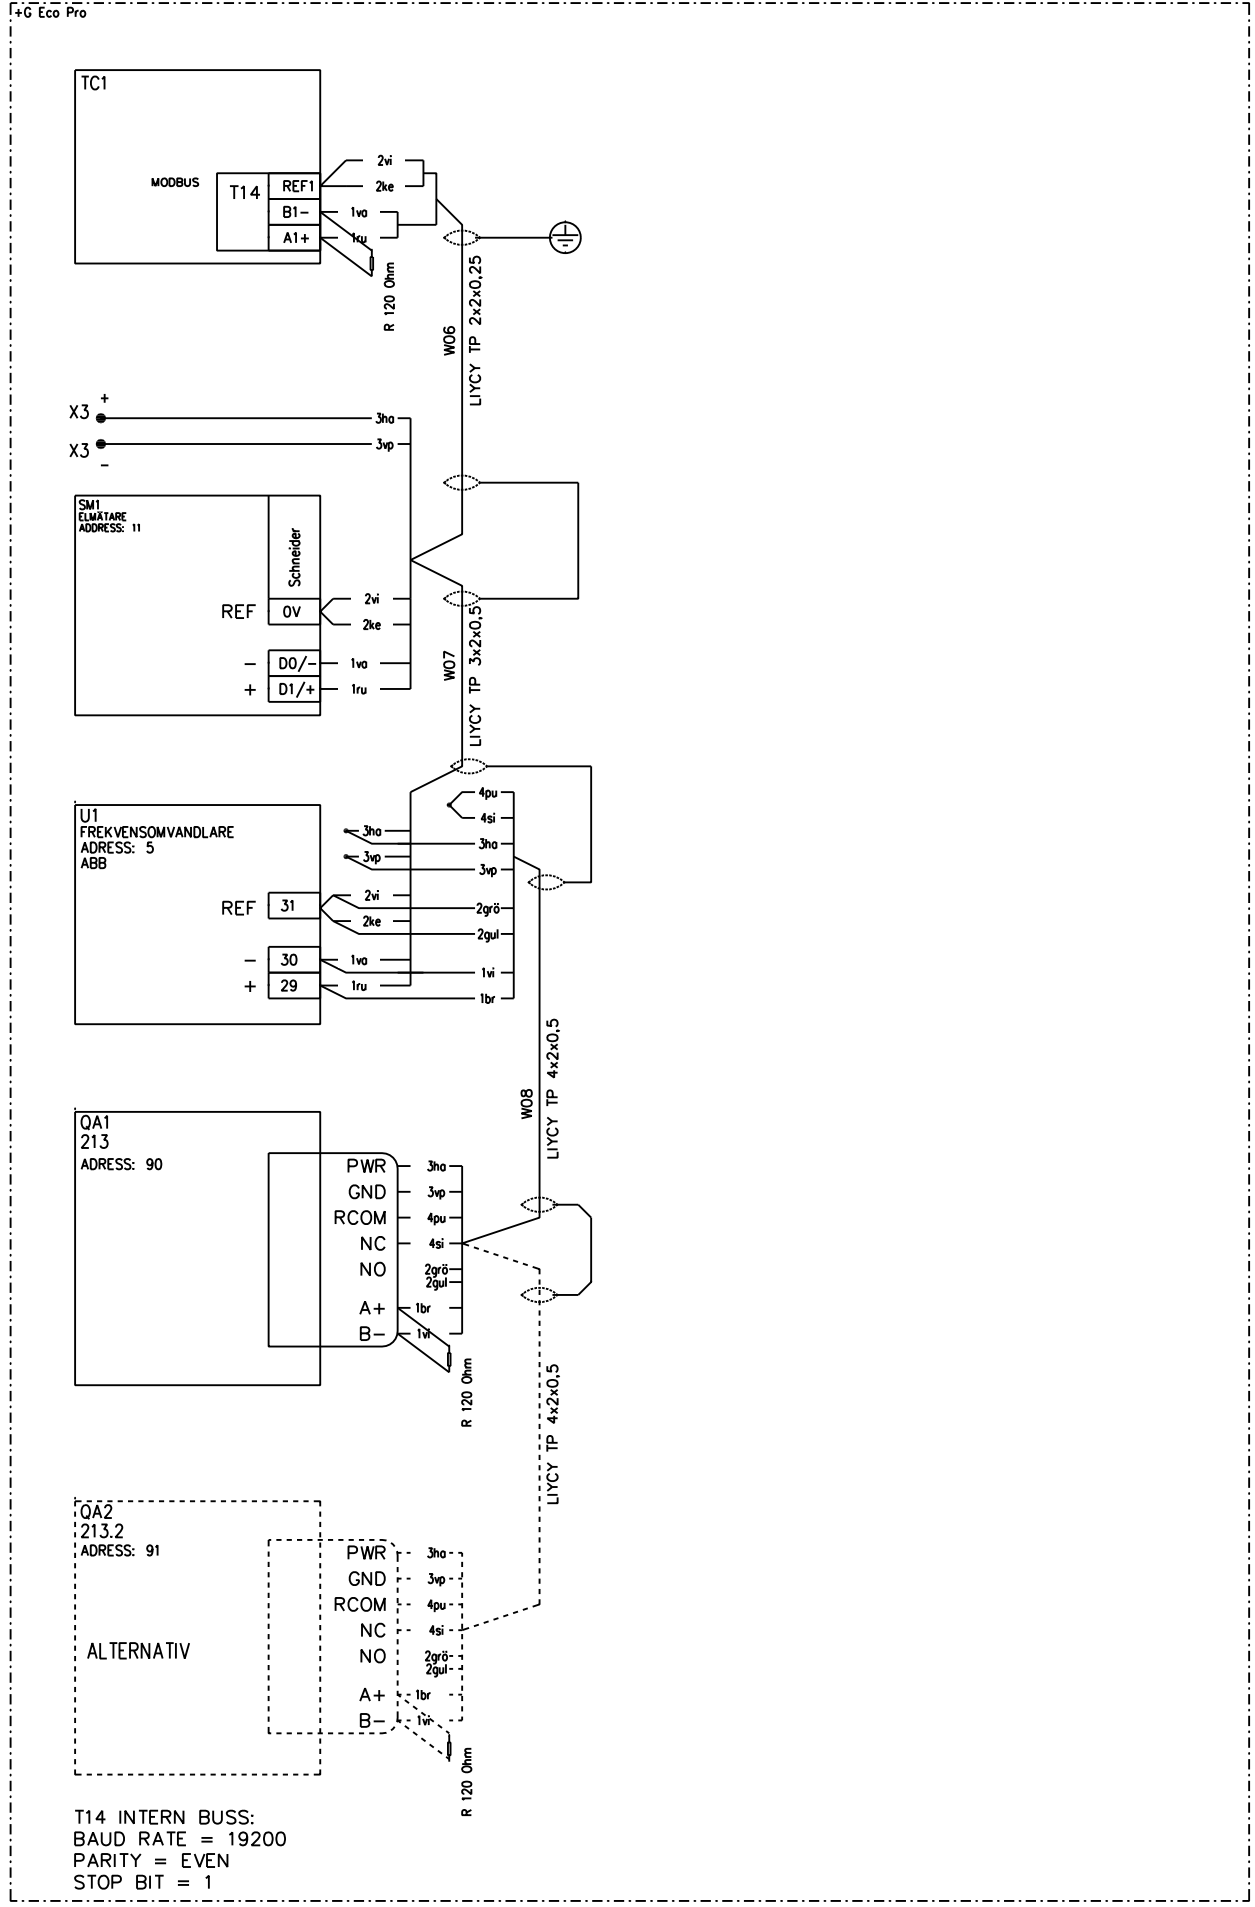 +G Eco Pro
TC1
MODBUS
T14
REF1
B1-
A1+
2vi
2ke
1va
1ru
R 120 Ohm
W06
LIYCY TP 2x2x0,25
+
X3
3ha
X3
3vp
-
SM1
ELMÄTARE
ADDRESS: 11
Schneider
REF 0V
2vi
2ke
- D0/- 1va
+ D1/+ 1ru
W07
LIYCY TP 3x2x0,5
U1
FREKVENSOMVANDLARE
ADRESS: 5
ABB
4pu
4si
3ha
3ha
3vp
3vp
REF 31
2vi
2grö
2ke
2gul
- 30 1va
1vi
+ 29 1ru
1br
W08
LIYCY TP 4x2x0,5
QA1
213
ADRESS: 90
PWR 3ha
GND 3vp
RCOM 4pu
NC 4si
NO 2grö
2gul
A+ 1br
B- 1vi
R 120 Ohm
LIYCY TP 4x2x0,5
QA2
213.2
ADRESS: 91
ALTERNATIV
PWR 3ha
GND 3vp
RCOM 4pu
NC 4si
NO 2grö
2gul
A+ 1br
B- 1vi
R 120 Ohm
T14 INTERN BUSS:
BAUD RATE = 19200
PARITY = EVEN
STOP BIT = 1